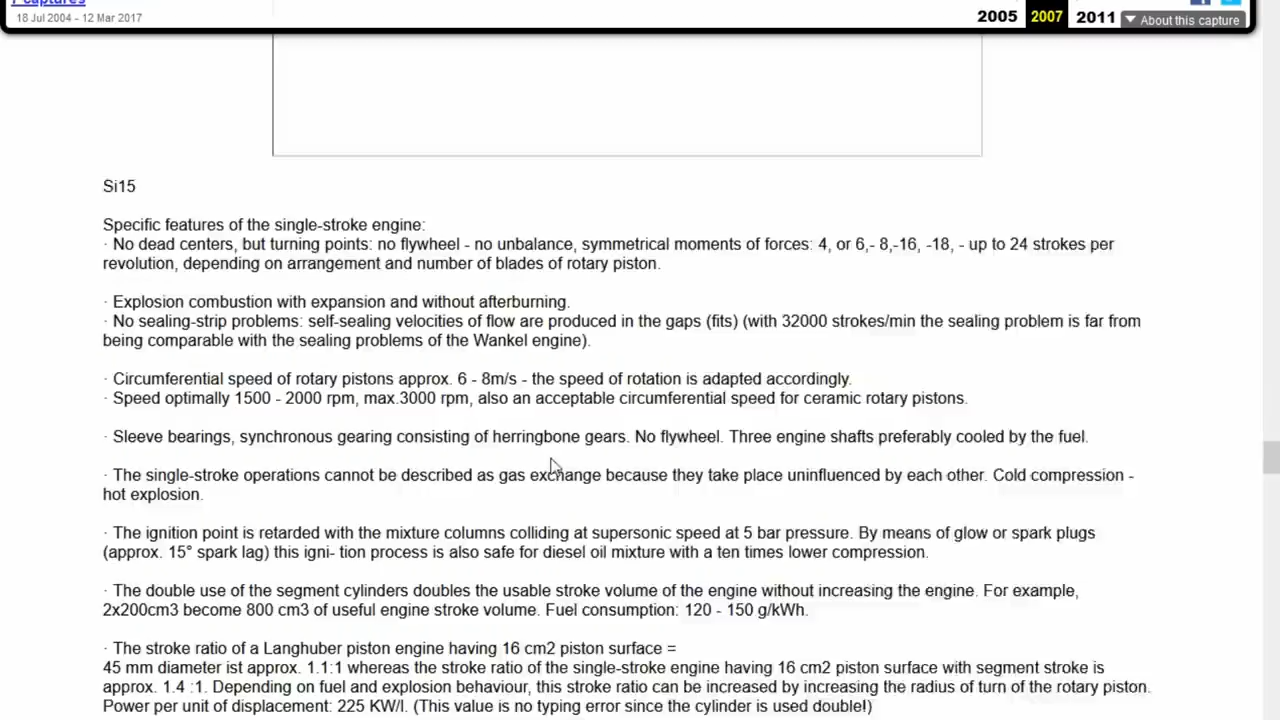 7 captures
18 Jul 2004 - 12 Mar 2017
2005 2007 2011 About this capture
Si15
Specific features of the single-stroke engine:
· No dead centers, but turning points: no flywheel - no unbalance, symmetrical moments of forces: 4, or 6,- 8,-16, -18, - up to 24 strokes per
revolution, depending on arrangement and number of blades of rotary piston.
· Explosion combustion with expansion and without afterburning.
· No sealing-strip problems: self-sealing velocities of flow are produced in the gaps (fits) (with 32000 strokes/min the sealing problem is far from
being comparable with the sealing problems of the Wankel engine).
· Circumferential speed of rotary pistons approx. 6 - 8m/s - the speed of rotation is adapted accordingly.
· Speed optimally 1500 - 2000 rpm, max.3000 rpm, also an acceptable circumferential speed for ceramic rotary pistons.
· Sleeve bearings, synchronous gearing consisting of herringbone gears. No flywheel. Three engine shafts preferably cooled by the fuel.
· The single-stroke operations cannot be described as gas exchange because they take place uninfluenced by each other. Cold compression -
hot explosion.
· The ignition point is retarded with the mixture columns colliding at supersonic speed at 5 bar pressure. By means of glow or spark plugs
(approx. 15° spark lag) this igni- tion process is also safe for diesel oil mixture with a ten times lower compression.
· The double use of the segment cylinders doubles the usable stroke volume of the engine without increasing the engine. For example,
2x200cm3 become 800 cm3 of useful engine stroke volume. Fuel consumption: 120 - 150 g/kWh.
· The stroke ratio of a Langhuber piston engine having 16 cm2 piston surface =
45 mm diameter ist approx. 1.1:1 whereas the stroke ratio of the single-stroke engine having 16 cm2 piston surface with segment stroke is
approx. 1.4 :1. Depending on fuel and explosion behaviour, this stroke ratio can be increased by increasing the radius of turn of the rotary piston.
Power per unit of displacement: 225 KW/l. (This value is no typing error since the cylinder is used double!)